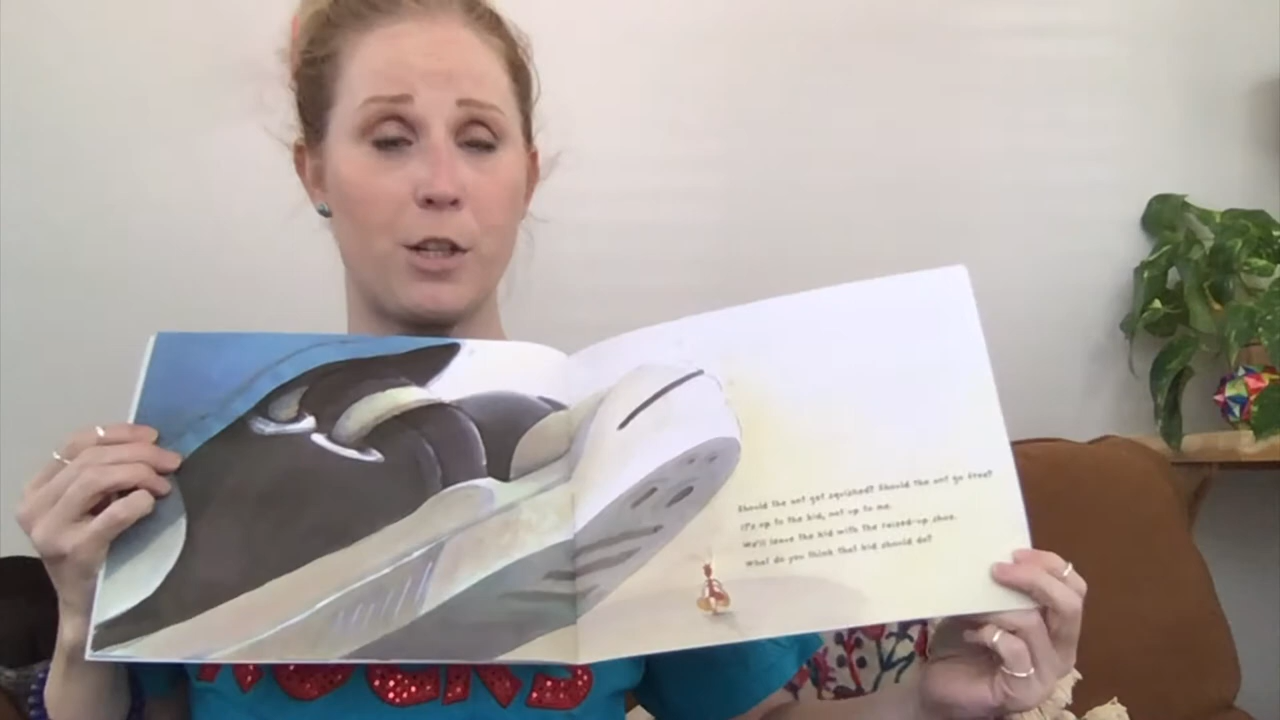 Should the ant get squished? Should the ant go free?
It's up to the kid, not up to me.
We'll leave the kid with the raised-up shoe.
What do you think that kid should do?
ROCKS